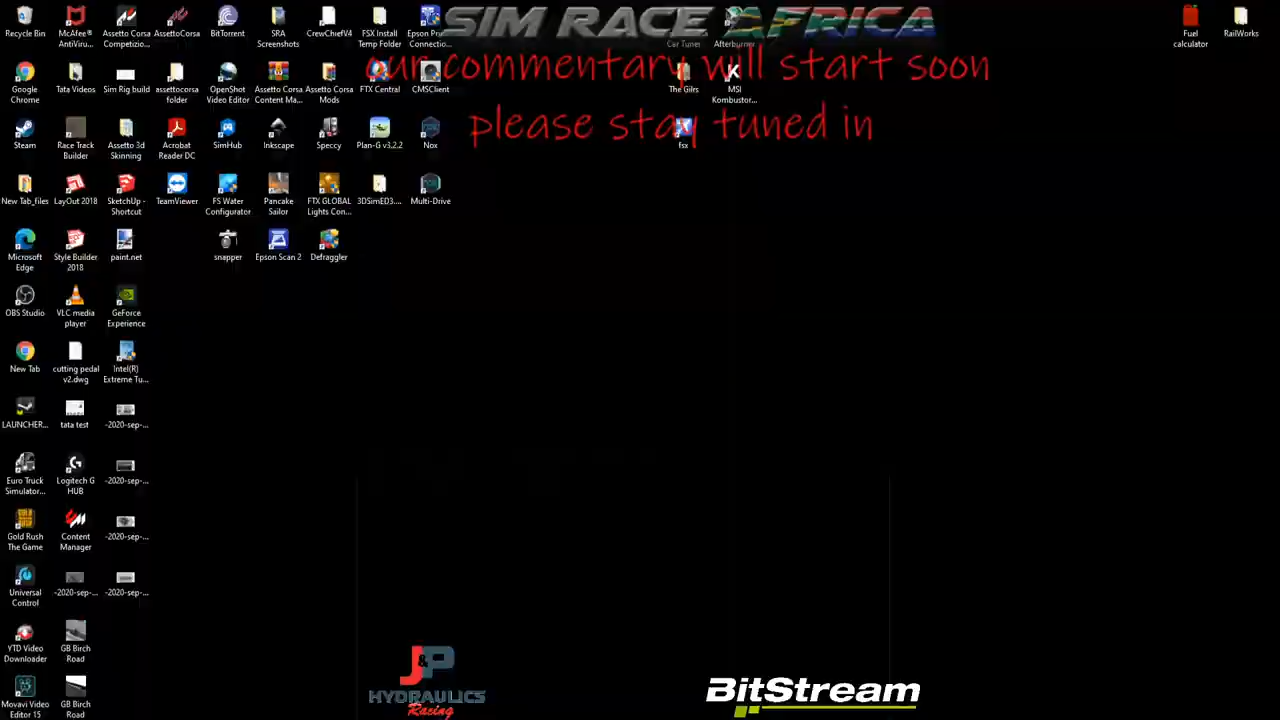 SIM RACE AFRICA
our commentary will start soon
please stay tuned in
Recycle Bin
McAfee® AntiViru...
Assetto Corsa Competizio...
AssettoCorsa
BitTorrent
SRA Screenshots
CrewChiefV4
FSX Install Temp Folder
Epson Pr Connectio...
Car Tuner
Afterburner
Fuel calculator
RailWorks
Google Chrome
Tata Videos
Sim Rig build
assettocorsa folder
OpenShot Video Editor
Assetto Corsa Content Ma...
Assetto Corsa Mods
FTX Central
CMSClient
The Gilrs
MSI Kombustor...
Steam
Race Track Builder
Assetto 3d Skinning
Acrobat Reader DC
SimHub
Inkscape
Speccy
Plan-G v3.2.2
Nox
fsx
New Tab_files
LayOut 2018
SketchUp - Shortcut
TeamViewer
FS Water Configurator
Pancake Sailor
FTX GLOBAL Lights Con...
3DSimED3....
Multi-Drive
Microsoft Edge
Style Builder 2018
paint.net
snapper
Epson Scan 2
Defraggler
OBS Studio
VLC media player
GeForce Experience
New Tab
cutting pedal v2.dwg
Intel(R) Extreme Tu...
LAUNCHER...
tata test
-2020-sep-...
Euro Truck Simulator...
Logitech G HUB
-2020-sep-...
Gold Rush The Game
Content Manager
-2020-sep-...
Universal Control
-2020-sep-...
-2020-sep-...
YTD Video Downloader
GB Birch Road
Movavi Video Editor 15
GB Birch Road
J&P
HYDRAULICS
Racing
BitStream